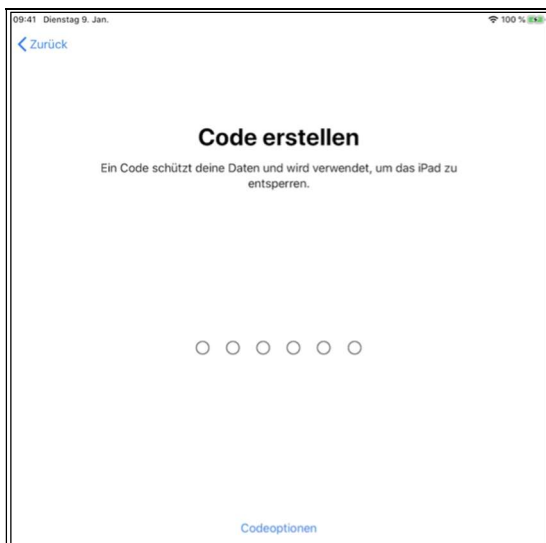 09:41 Dienstag 9. Jan. 100 %
Zurück
Code erstellen
Ein Code schützt deine Daten und wird verwendet, um das iPad zu
entsperren.
Codeoptionen